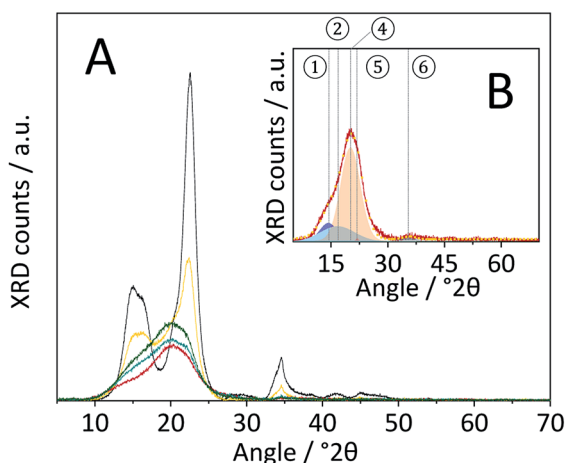 A
XRD counts / a.u.
10 20 30 40 50 60 70
Angle / °2θ
② ④
① ⑤ ⑥
B
XRD counts / a.u.
15 30 45 60
Angle / °2θ